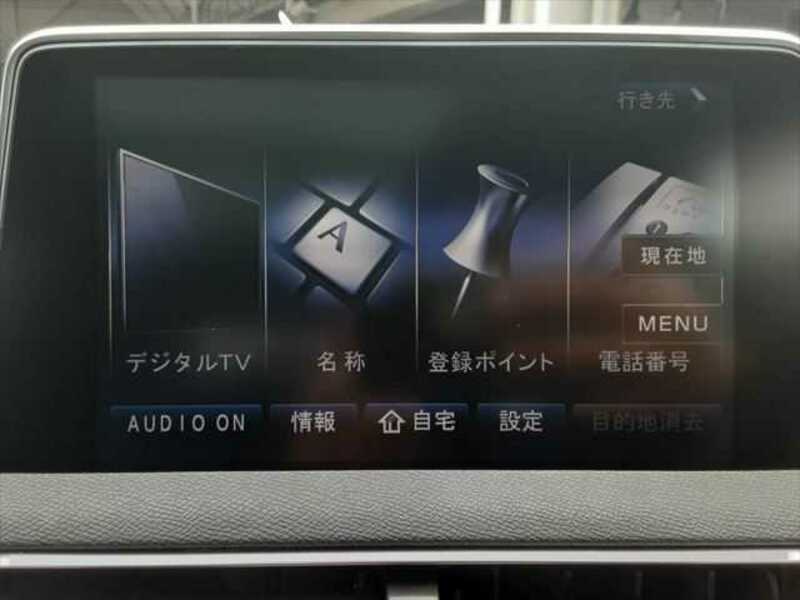 行き先
A
現在地
MENU
デジタルTV
名称
登録ポイント
電話番号
AUDIO ON
情報
自宅
設定
目的地消去